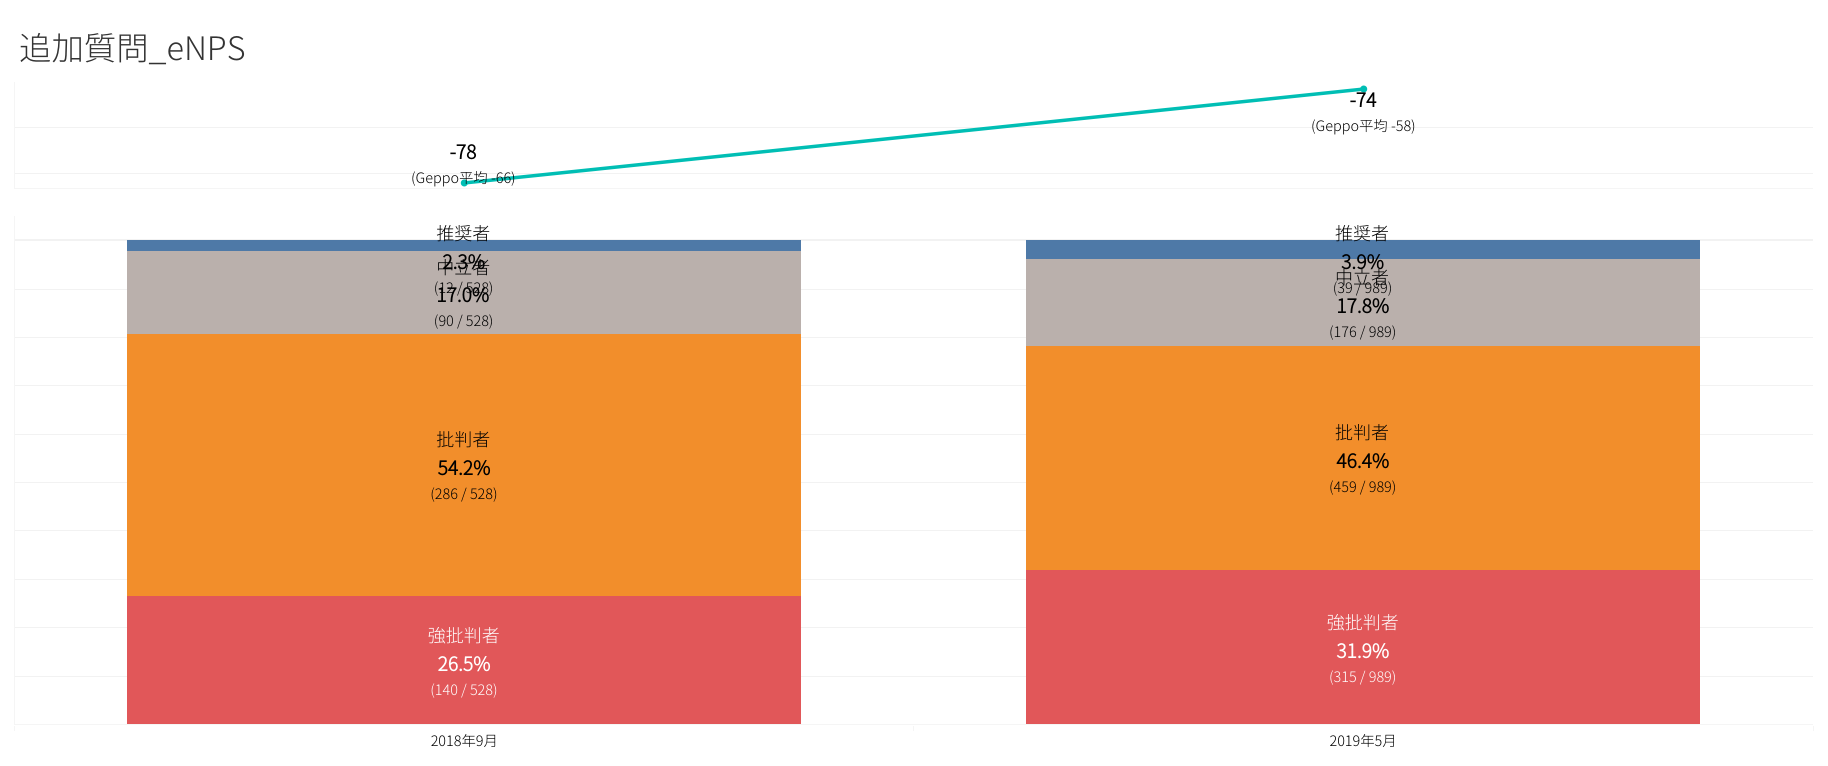 追加質問_eNPS
-78
(Geppo平均 -66)
-74
(Geppo平均 -58)
推奨者
2.3%
(12 / 528)
中立者
17.0%
(90 / 528)
批判者
54.2%
(286 / 528)
強批判者
26.5%
(140 / 528)
推奨者
3.9%
(39 / 989)
中立者
17.8%
(176 / 989)
批判者
46.4%
(459 / 989)
強批判者
31.9%
(315 / 989)
2018年9月
2019年5月